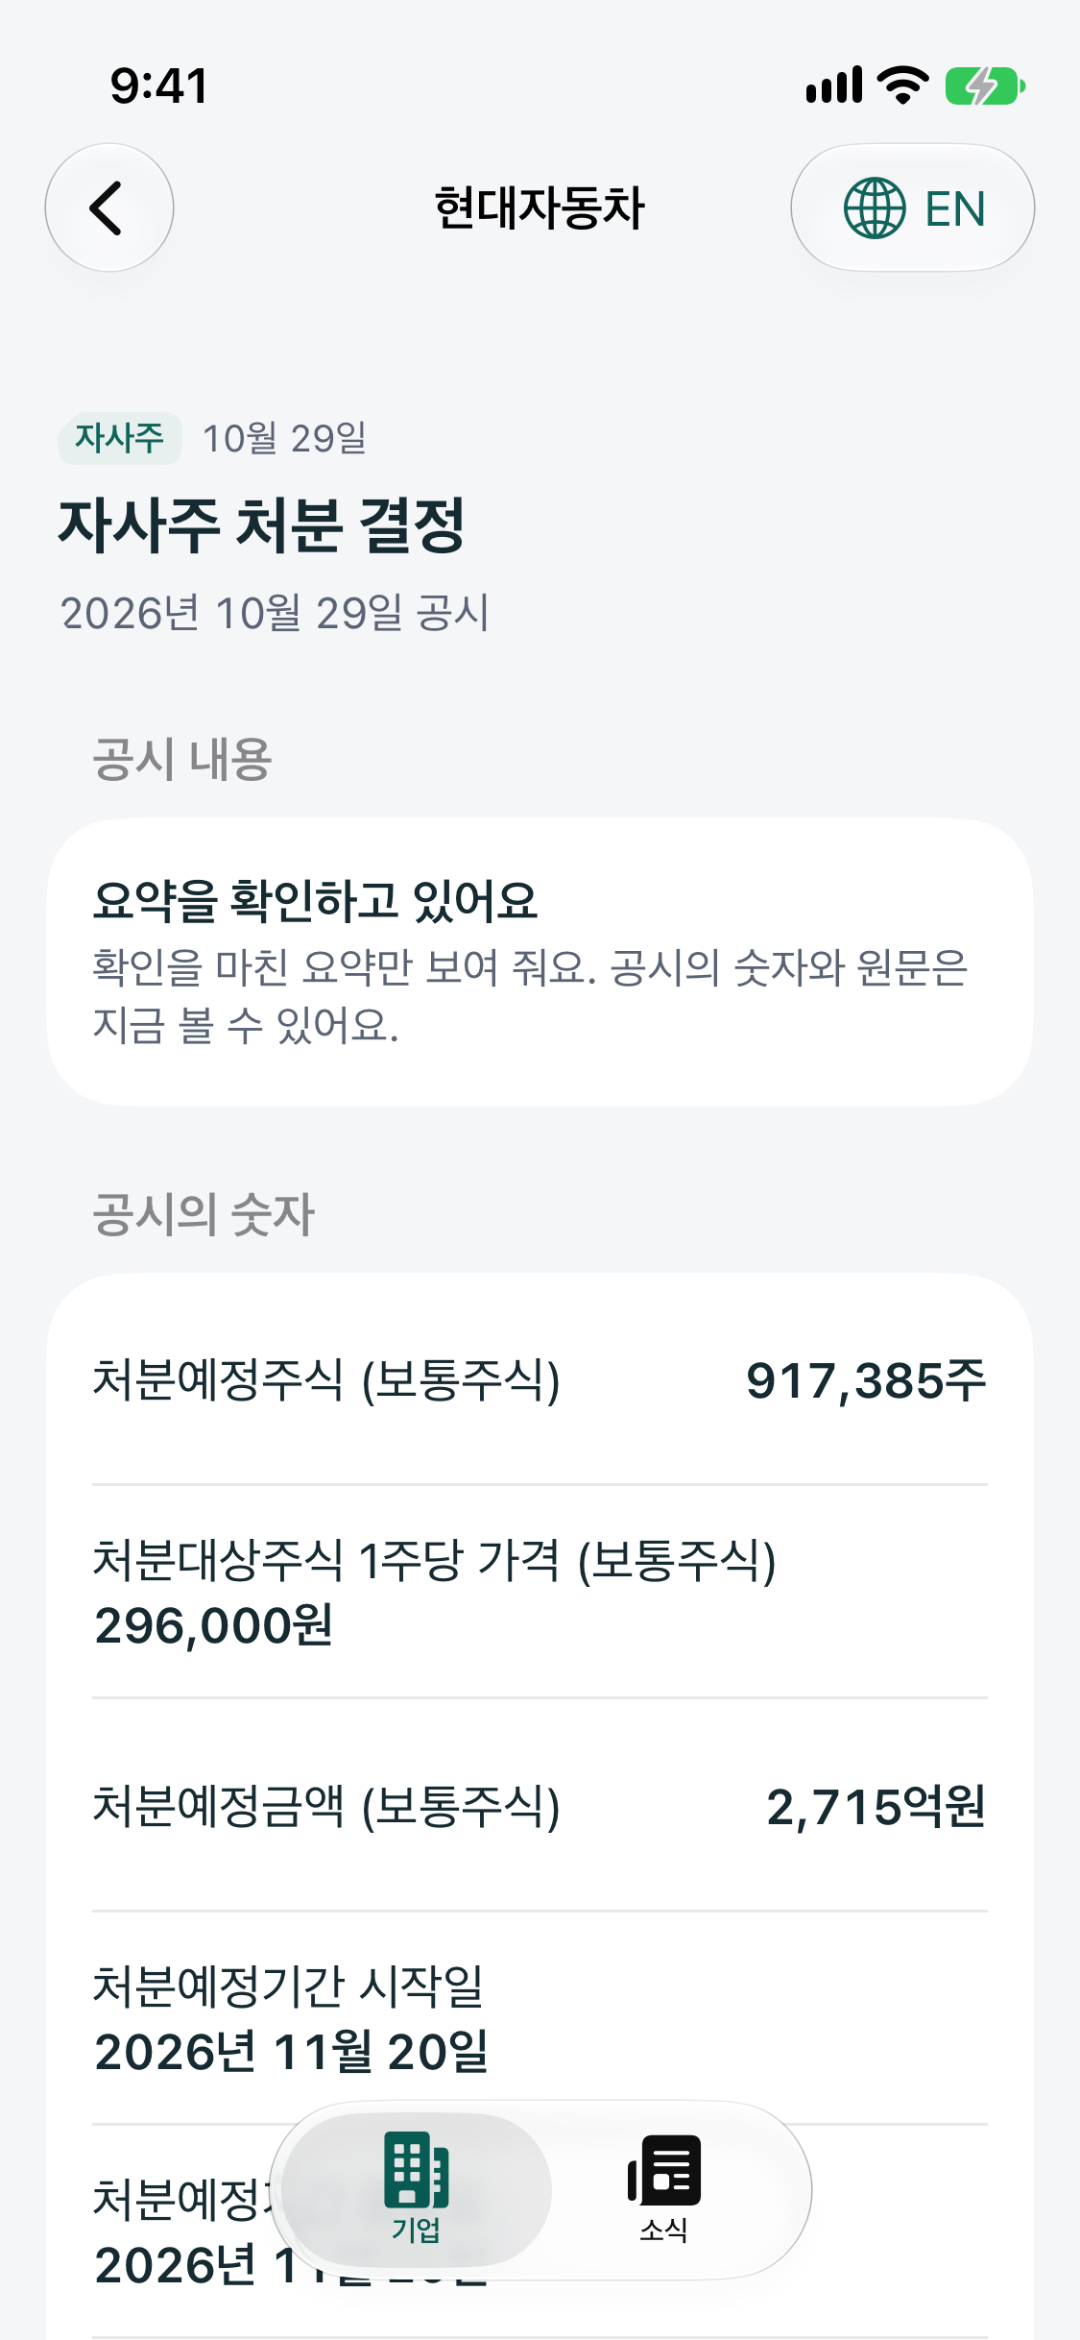 9:41
현대자동차
EN
자사주 10월 29일
자사주 처분 결정
2026년 10월 29일 공시
공시 내용
요약을 확인하고 있어요
확인을 마친 요약만 보여 줘요. 공시의 숫자와 원문은
지금 볼 수 있어요.
공시의 숫자
처분예정주식 (보통주식) 917,385주
처분대상주식 1주당 가격 (보통주식)
296,000원
처분예정금액 (보통주식) 2,715억원
처분예정기간 시작일
2026년 11월 20일
처분예정
2026년
기업
소식